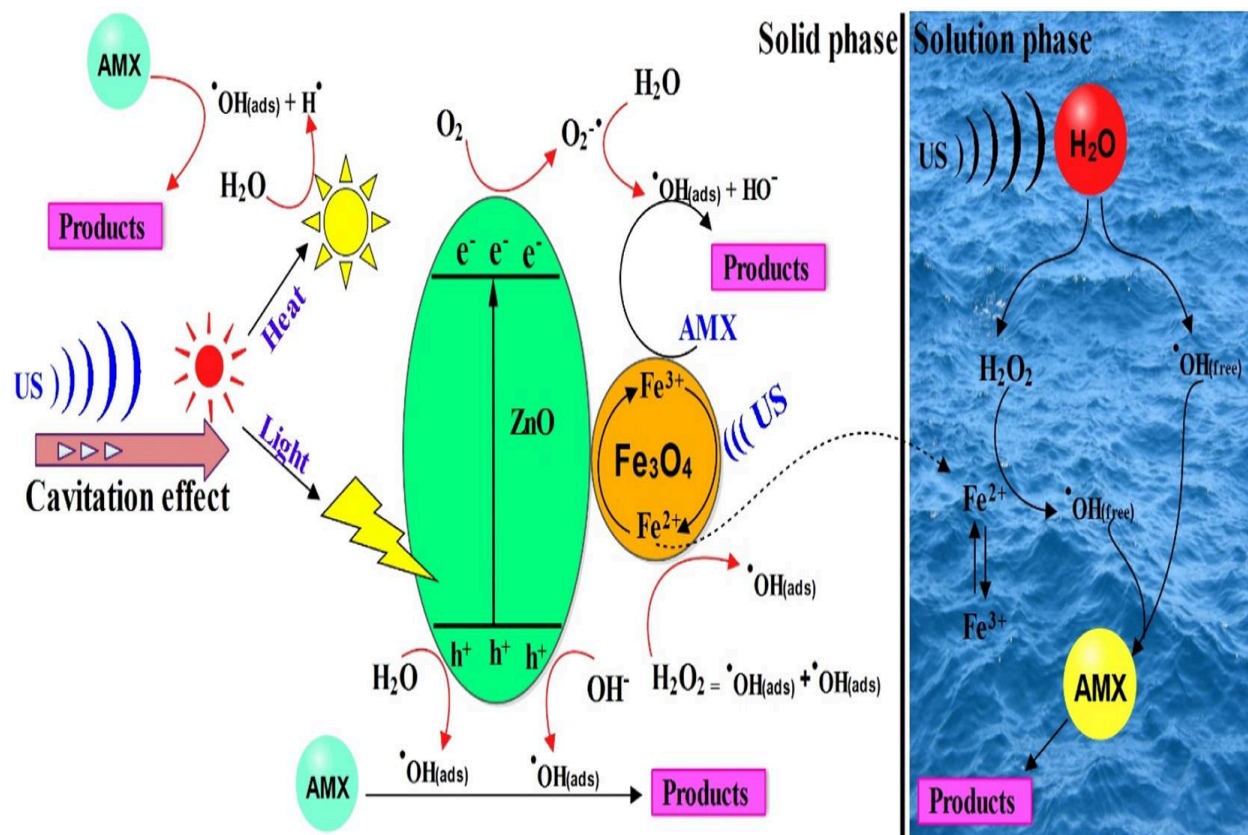 Solid phase
Solution phase
AMX
•OH(ads) + H•
H₂O
Products
Heat
US
Light
Cavitation effect
O₂
O₂⁻•
H₂O
•OH(ads) + HO⁻
Products
e⁻ e⁻ e⁻
ZnO
h⁺ h⁺ h⁺
AMX
Fe³⁺
US
Fe₃O₄
Fe²⁺
•OH(ads)
H₂O
OH⁻
H₂O₂ = •OH(ads) + •OH(ads)
•OH(ads)
•OH(ads)
AMX
Products
US
H₂O
H₂O₂
•OH(free)
Fe²⁺
•OH(free)
Fe³⁺
AMX
Products